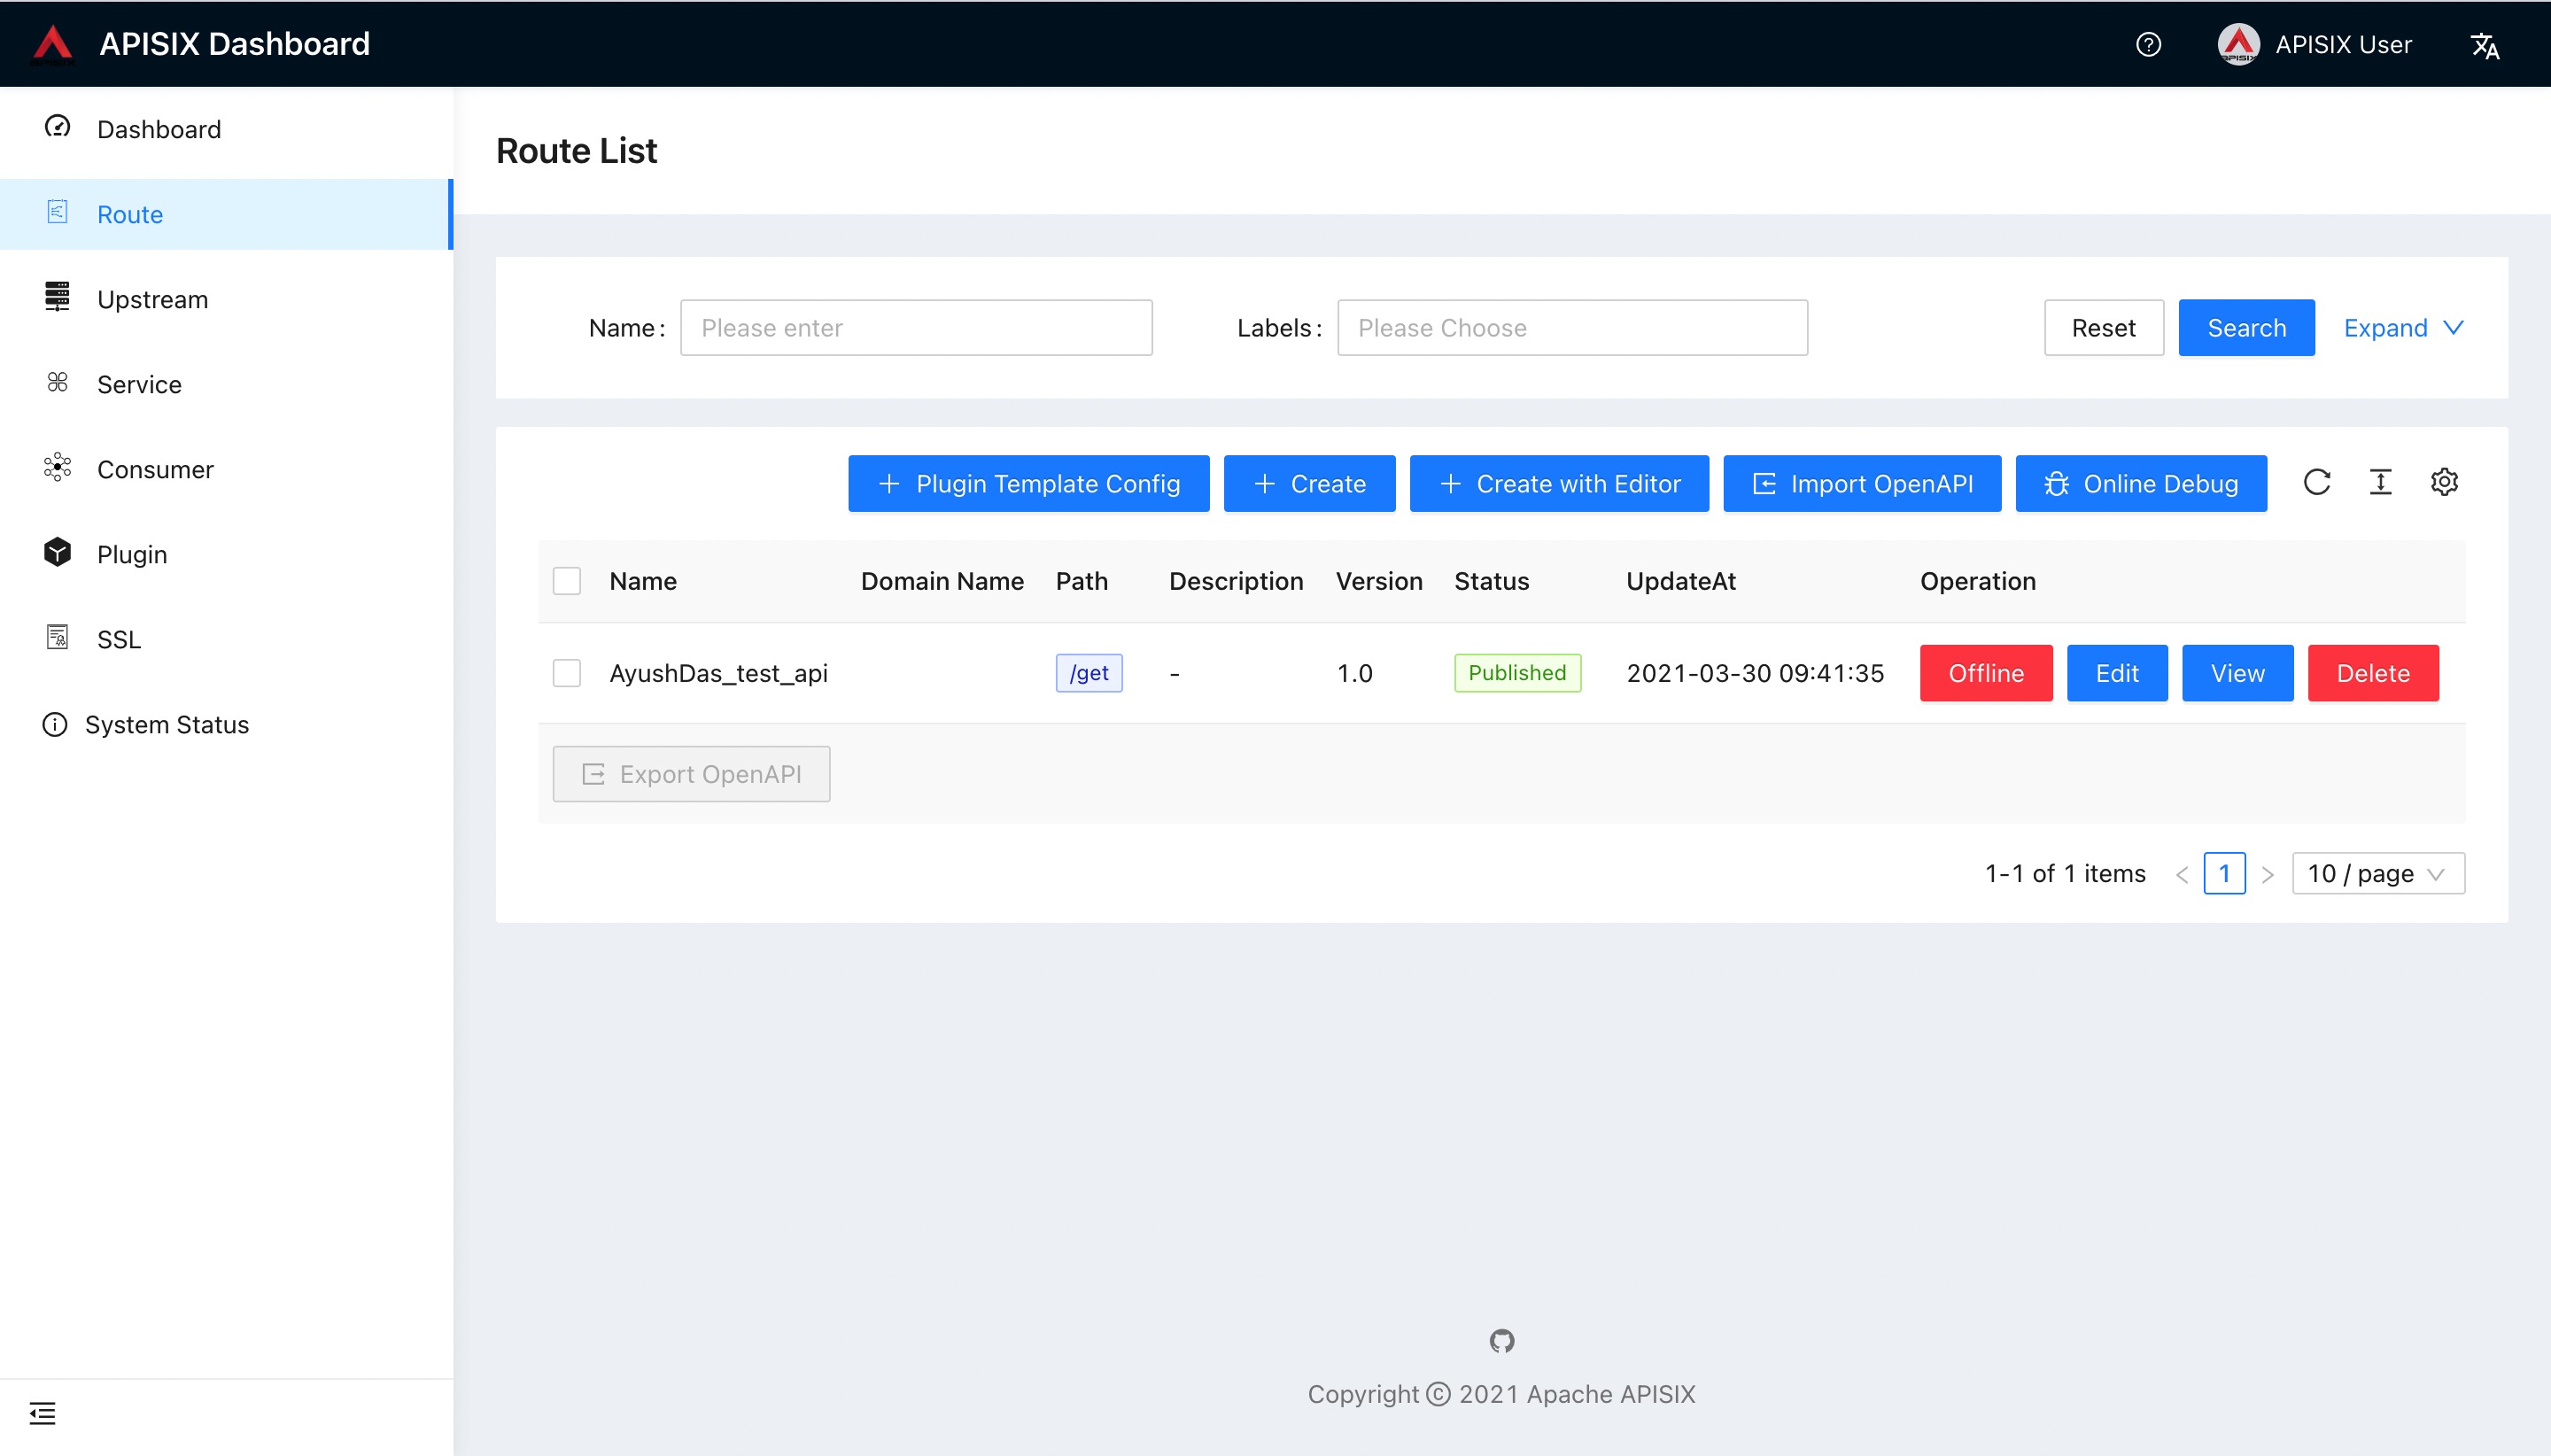 APISIX Dashboard
APISIX User
Dashboard
Route
Upstream
Service
Consumer
Plugin
SSL
System Status
Route List
Name : Please enter Labels : Please Choose Reset Search Expand
Plugin Template Config Create Create with Editor Import OpenAPI Online Debug
Name Domain Name Path Description Version Status UpdateAt Operation
AyushDas_test_api /get - 1.0 Published 2021-03-30 09:41:35 Offline Edit View Delete
Export OpenAPI
1-1 of 1 items < 1 > 10 / page
Copyright © 2021 Apache APISIX